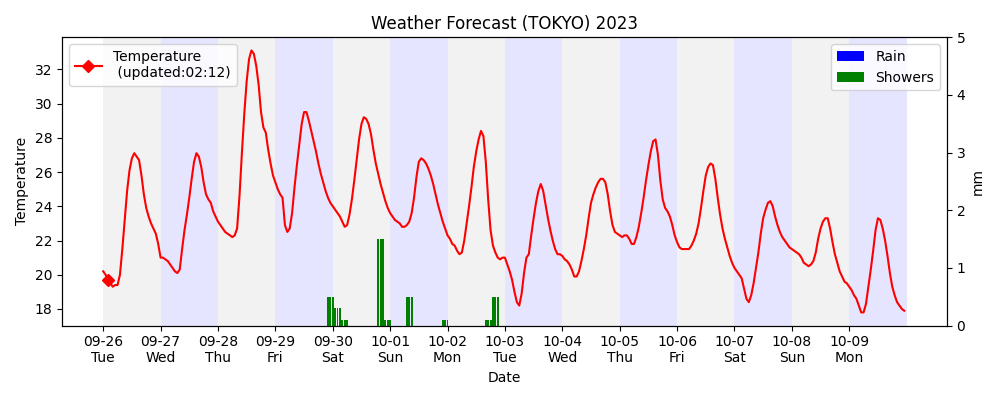 Weather Forecast (TOKYO) 2023
Temperature
(updated:02:12)
Rain
Showers
Temperature
32
30
28
26
24
22
20
18
5
4
3
2
1
0
mm
09-26 09-27 09-28 09-29 09-30 10-01 10-02 10-03 10-04 10-05 10-06 10-07 10-08 10-09
Tue Wed Thu Fri Sat Sun Mon Tue Wed Thu Fri Sat Sun Mon
Date